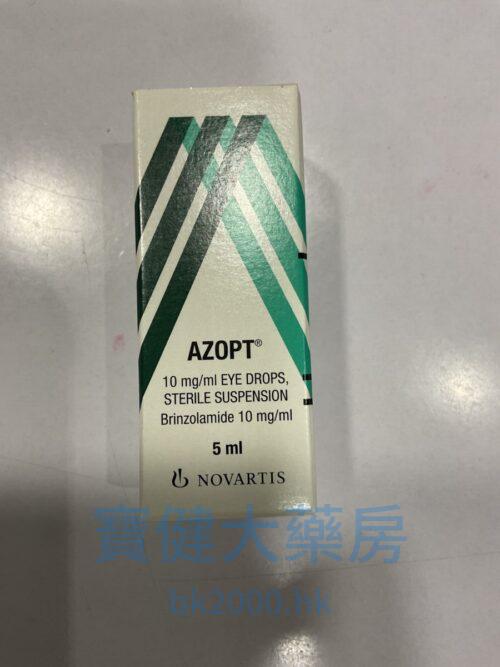 AZOPT®
10 mg/ml EYE DROPS,
STERILE SUSPENSION
Brinzolamide 10 mg/ml
5 ml
NOVARTIS
寶健大藥房
bk2000.hk